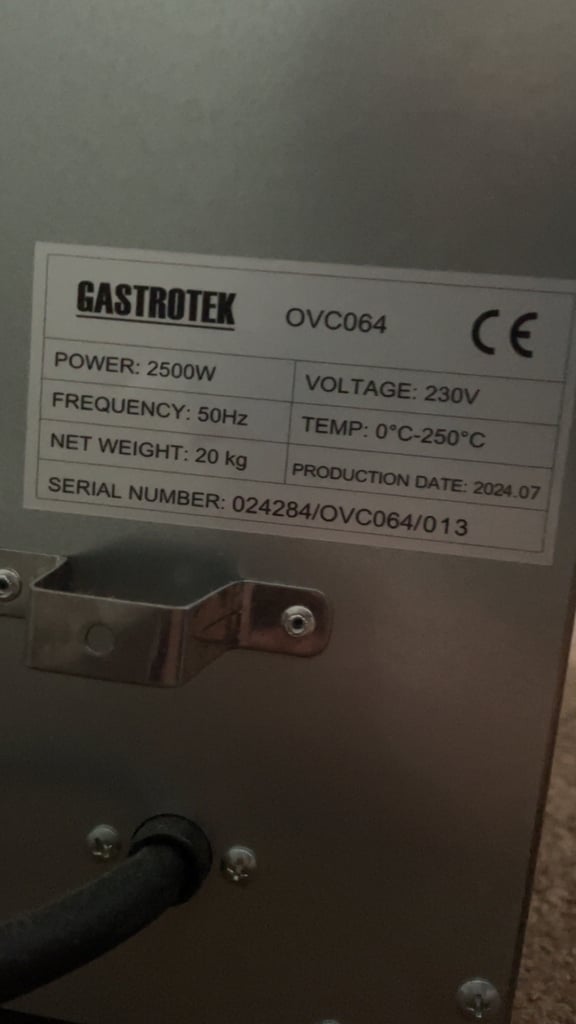 GASTROTEK OVC064 CE
POWER: 2500W VOLTAGE: 230V
FREQUENCY: 50Hz TEMP: 0°C-250°C
NET WEIGHT: 20 kg PRODUCTION DATE: 2024.07
SERIAL NUMBER: 024284/OVC064/013